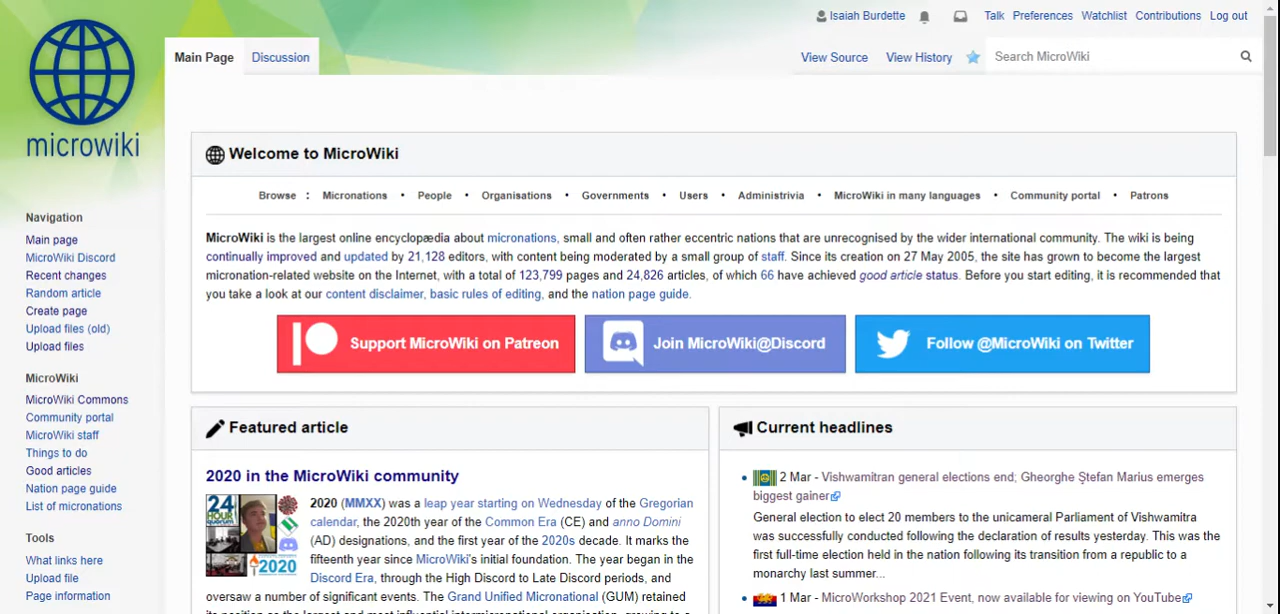 Isaiah Burdette Talk Preferences Watchlist Contributions Log out
microwiki
Main Page Discussion View Source View History Search MicroWiki
Navigation
Main page
MicroWiki Discord
Recent changes
Random article
Create page
Upload files (old)
Upload files
MicroWiki
MicroWiki Commons
Community portal
MicroWiki staff
Things to do
Good articles
Nation page guide
List of micronations
Tools
What links here
Upload file
Page information
Welcome to MicroWiki
Browse : Micronations • People • Organisations • Governments • Users • Administrivia • MicroWiki in many languages • Community portal • Patrons
MicroWiki is the largest online encyclopædia about micronations, small and often rather eccentric nations that are unrecognised by the wider international community. The wiki is being
continually improved and updated by 21,128 editors, with content being moderated by a small group of staff. Since its creation on 27 May 2005, the site has grown to become the largest
micronation-related website on the Internet, with a total of 123,799 pages and 24,826 articles, of which 66 have achieved good article status. Before you start editing, it is recommended that
you take a look at our content disclaimer, basic rules of editing, and the nation page guide.
Support MicroWiki on Patreon Join MicroWiki@Discord Follow @MicroWiki on Twitter
Featured article
2020 in the MicroWiki community
24
HOUR
quorum
2020
2020 (MMXX) was a leap year starting on Wednesday of the Gregorian
calendar, the 2020th year of the Common Era (CE) and anno Domini
(AD) designations, and the first year of the 2020s decade. It marks the
fifteenth year since MicroWiki's initial foundation. The year began in the
Discord Era, through the High Discord to Late Discord periods, and
oversaw a number of significant events. The Grand Unified Micronational (GUM) retained
its position as the largest and most influential intermicronational organisation, growing to a
Current headlines
• 2 Mar - Vishwamitran general elections end; Gheorghe Ștefan Marius emerges
biggest gainer
General election to elect 20 members to the unicameral Parliament of Vishwamitra
was successfully conducted following the declaration of results yesterday. This was the
first full-time election held in the nation following its transition from a republic to a
monarchy last summer...
• 1 Mar - MicroWorkshop 2021 Event, now available for viewing on YouTube